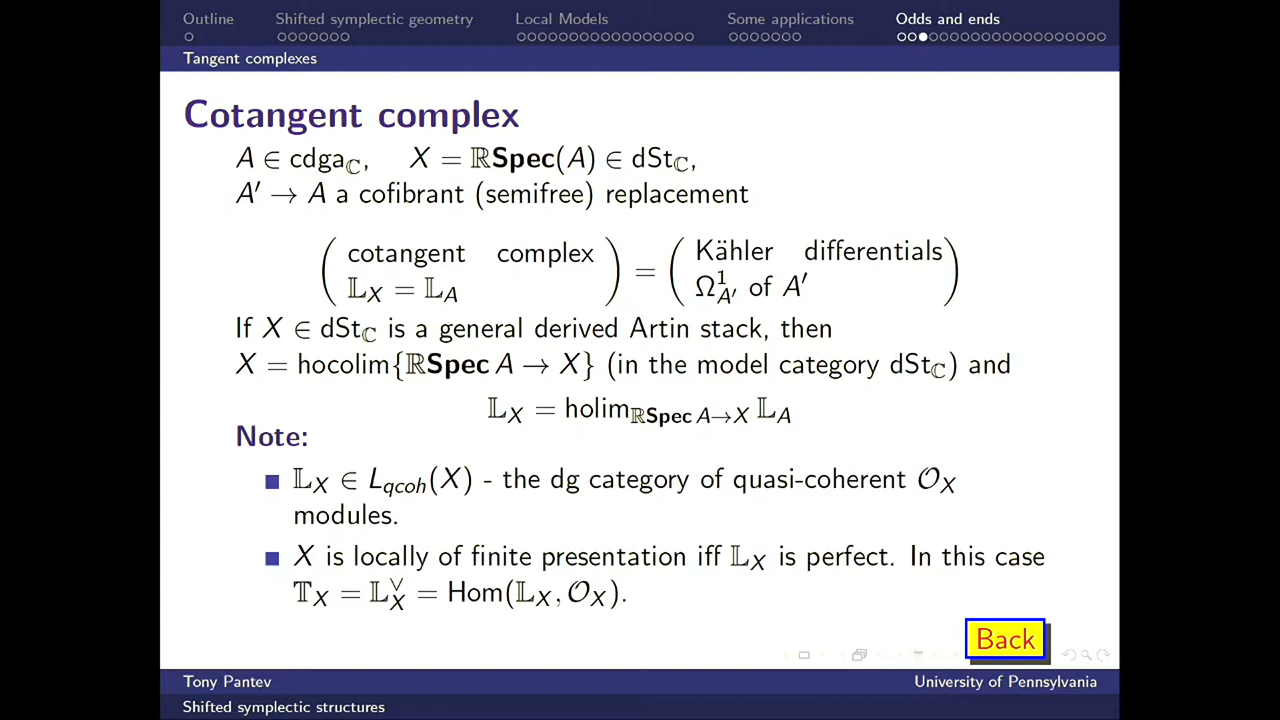 Outline Shifted symplectic geometry Local Models Some applications Odds and ends
Tangent complexes
Cotangent complex
A ∈ cdga_ℂ, X = ℝSpec(A) ∈ dSt_ℂ,
A′ → A a cofibrant (semifree) replacement
( cotangent complex 𝕃_X = 𝕃_A ) = ( Kähler differentials Ω¹_{A′} of A′ )
If X ∈ dSt_ℂ is a general derived Artin stack, then
X = hocolim{ℝSpec A → X} (in the model category dSt_ℂ) and
𝕃_X = holim_{ℝSpec A→X} 𝕃_A
Note:
𝕃_X ∈ L_{qcoh}(X) - the dg category of quasi-coherent 𝒪_X
modules.
X is locally of finite presentation iff 𝕃_X is perfect. In this case
𝕋_X = 𝕃_X^∨ = Hom(𝕃_X, 𝒪_X).
Back
Tony Pantev University of Pennsylvania
Shifted symplectic structures